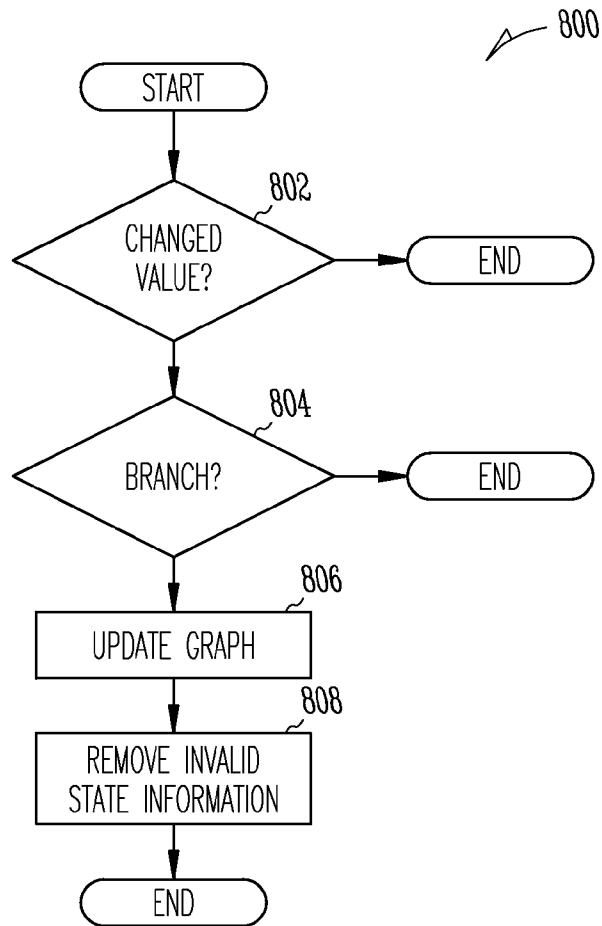 800
START
802
CHANGED
VALUE?
END
804
BRANCH?
END
806
UPDATE GRAPH
808
REMOVE INVALID
STATE INFORMATION
END